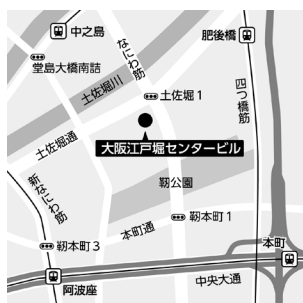 中之島
肥後橋
堂島大橋南詰
なにわ筋
土佐堀川
土佐堀1
四つ橋筋
土佐堀通
大阪江戸堀センタービル
靭公園
新なにわ筋
本町通
靭本町1
靭本町3
本町
阿波座
中央大通